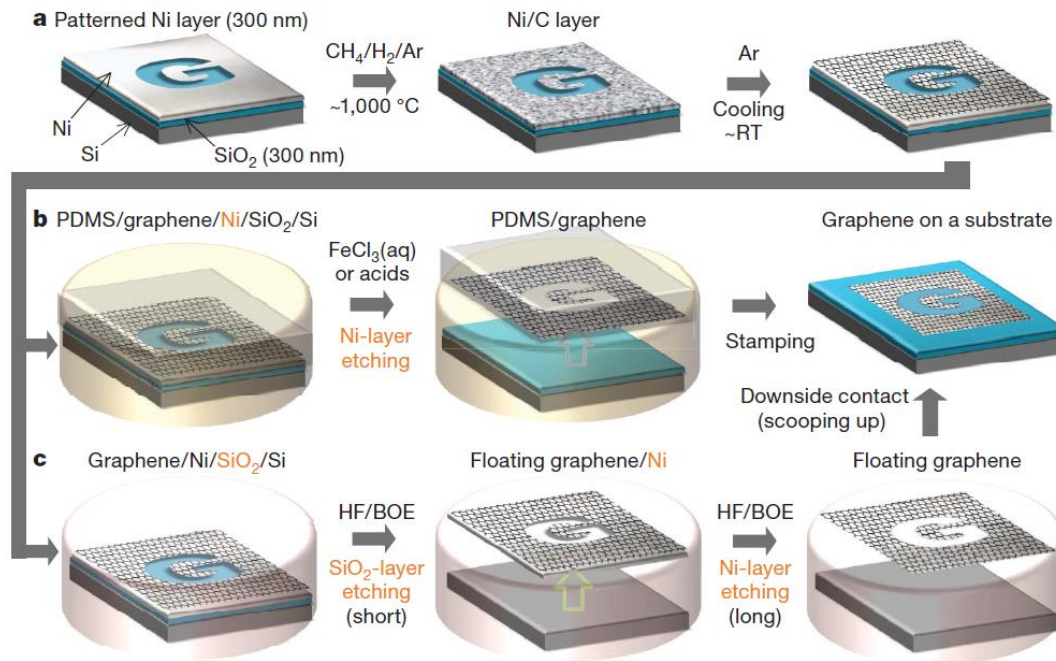 a Patterned Ni layer (300 nm)
CH₄/H₂/Ar
~1,000 °C
Ni/C layer
Ar
Cooling
~RT
Ni
Si
SiO₂ (300 nm)
b PDMS/graphene/Ni/SiO₂/Si
FeCl₃(aq)
or acids
Ni-layer
etching
PDMS/graphene
Stamping
Graphene on a substrate
Downside contact
(scooping up)
c Graphene/Ni/SiO₂/Si
HF/BOE
SiO₂-layer
etching
(short)
Floating graphene/Ni
HF/BOE
Ni-layer
etching
(long)
Floating graphene